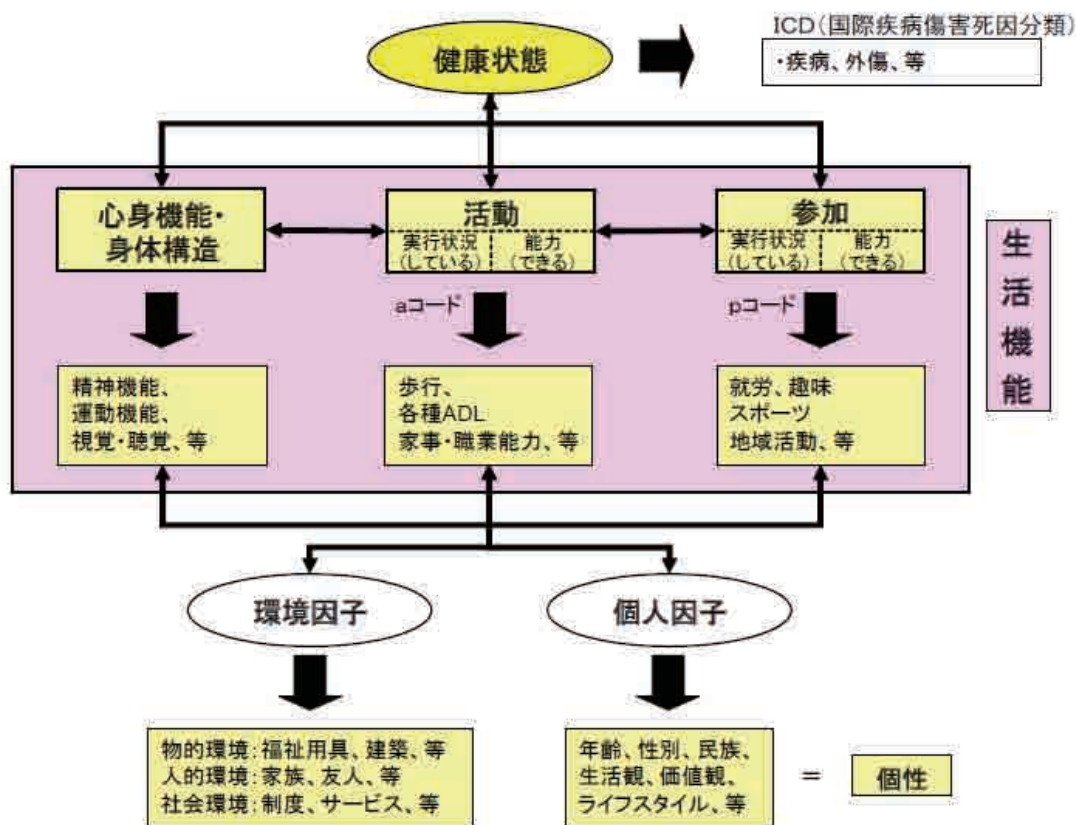 ICD(国際疾病傷害死因分類)
健康状態
・疾病、外傷、等
心身機能・
身体構造
活動
実行状況
(している)
能力
(できる)
参加
実行状況
(している)
能力
(できる)
生活機能
aコード
pコード
精神機能、
運動機能、
視覚・聴覚、等
歩行、
各種ADL
家事・職業能力、等
就労、趣味
スポーツ
地域活動、等
環境因子
個人因子
物的環境:福祉用具、建築、等
人的環境:家族、友人、等
社会環境:制度、サービス、等
年齢、性別、民族、
生活観、価値観、
ライフスタイル、等
=
個性